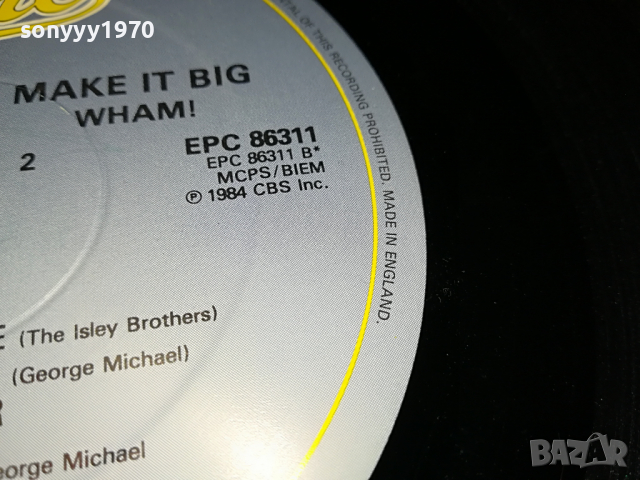 sonyyy1970
MAKE IT BIG
WHAM!
2
EPC 86311
EPC 86311 B*
MCPS/BIEM
℗ 1984 CBS Inc.
OF THIS RECORDING PROHIBITED. MADE IN ENGLAND.
(The Isley Brothers)
(George Michael)
eorge Michael
BAZAR